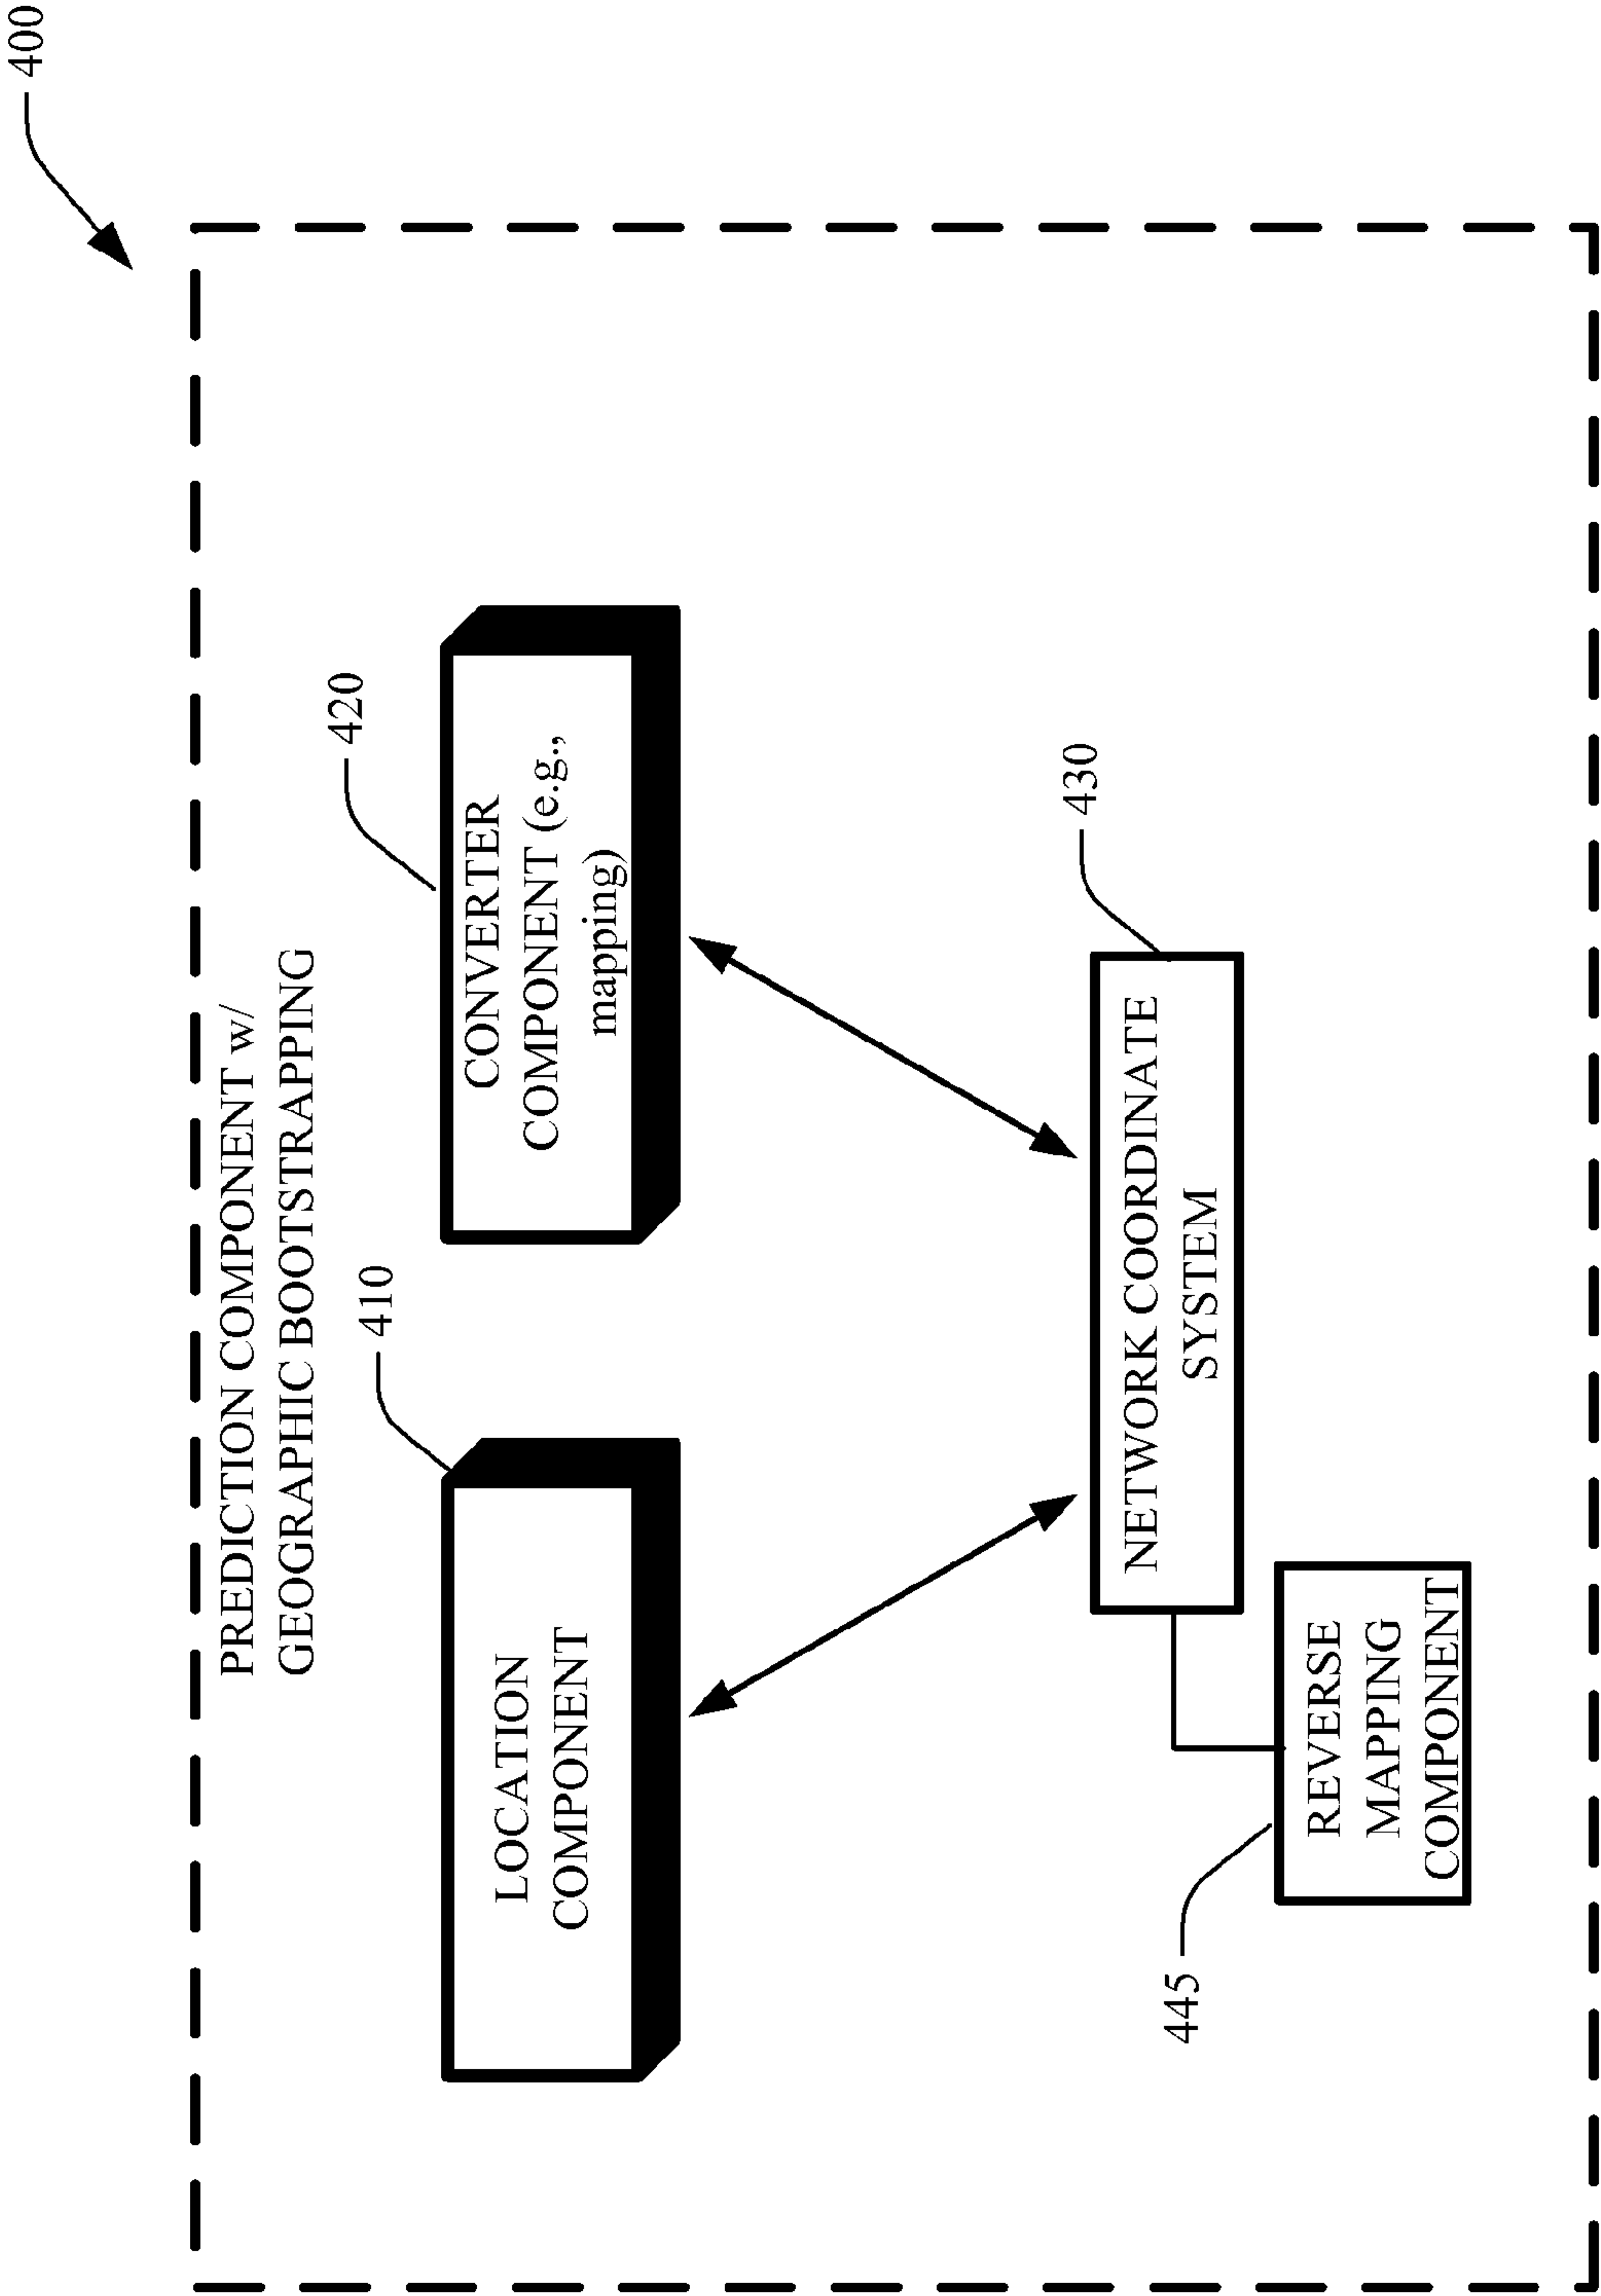 400
PREDICTION COMPONENT w/
GEOGRAPHIC BOOTSTRAPPING
410
420
LOCATION
COMPONENT
CONVERTER
COMPONENT (e.g.,
mapping)
430
NETWORK COORDINATE
SYSTEM
445
REVERSE
MAPPING
COMPONENT